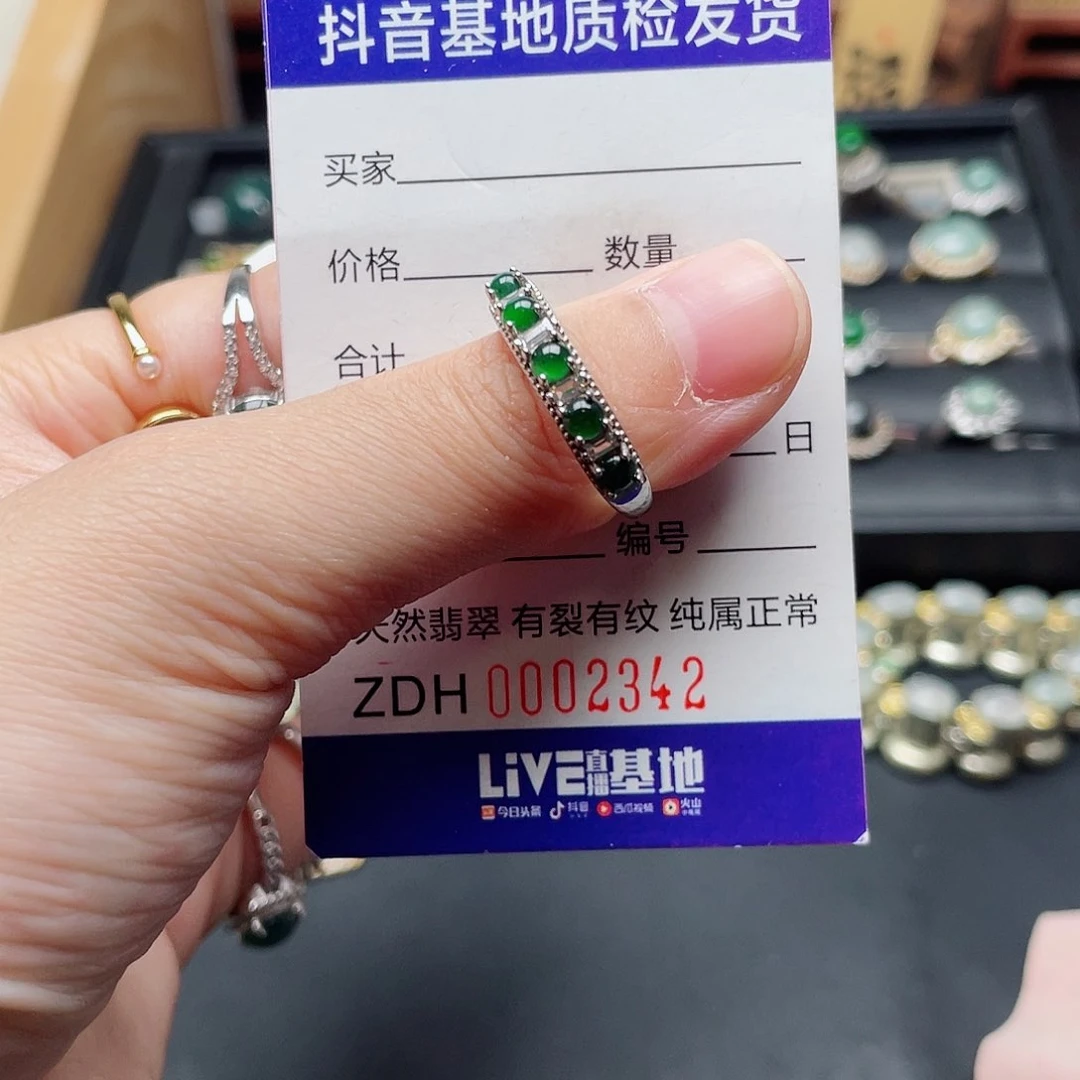 抖音基地质检发货
买家
价格 数量
合计
日
编号
天然翡翠 有裂有纹 纯属正常
ZDH 0002342
LiVE直播基地
今日头条 抖音 西瓜视频 火山